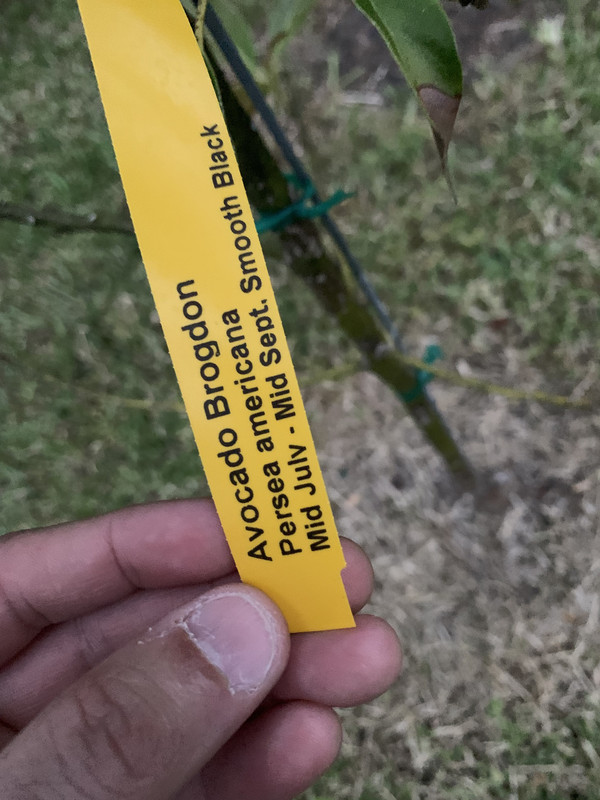 Avocado Brogdon
Persea americana
Mid July - Mid Sept. Smooth Black